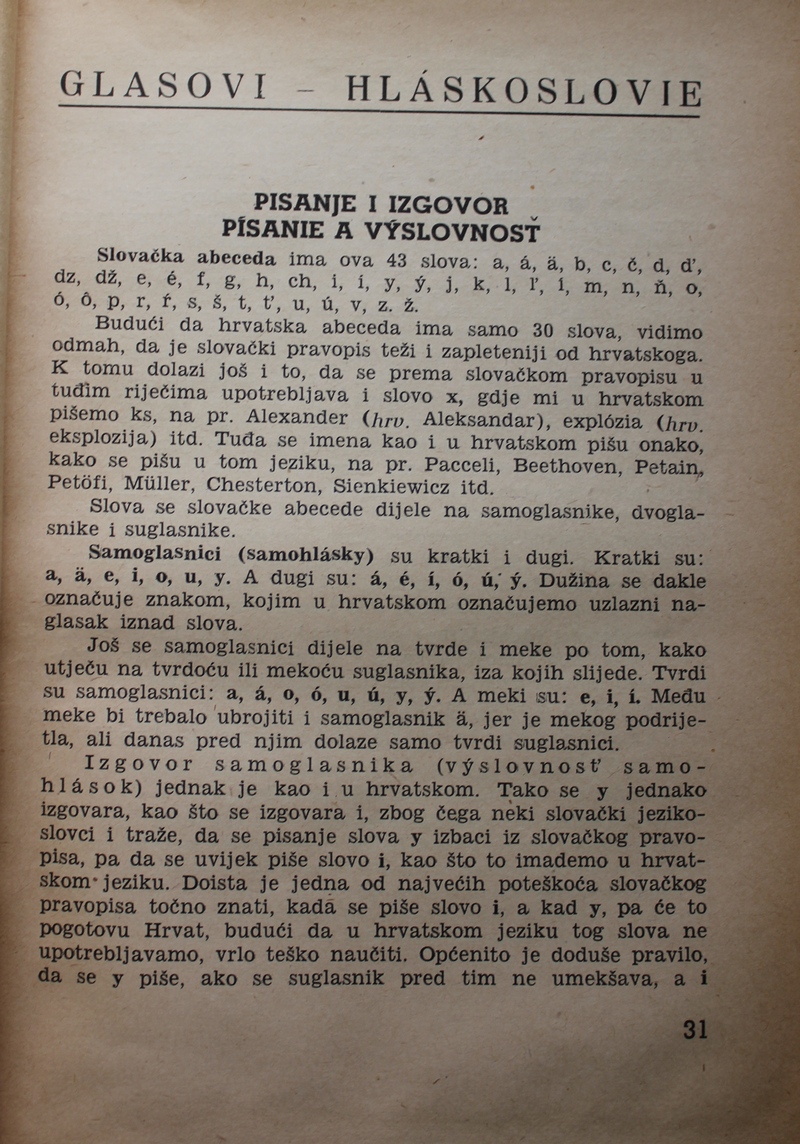 GLASOVI – HLÁSKOSLOVIE
PISANJE I IZGOVOR
PÍSANIE A VÝSLOVNOSŤ
Slovačka abeceda ima ova 43 slova: a, á, ä, b, c, č, d, ď,
dz, dž, e, é, f, g, h, ch, i, í, y, ý, j, k, l, ľ, ĺ, m, n, ň, o,
ó, ô, p, r, ŕ, s, š, t, ť, u, ú, v, z. ž.
Budući da hrvatska abeceda ima samo 30 slova, vidimo
odmah, da je slovački pravopis teži i zapleteniji od hrvatskoga.
K tomu dolazi još i to, da se prema slovačkom pravopisu u
tuđim riječima upotrebljava i slovo x, gdje mi u hrvatskom
pišemo ks, na pr. Alexander (hrv. Aleksandar), explózia (hrv.
eksplozija) itd. Tuđa se imena kao i u hrvatskom pišu onako,
kako se pišu u tom jeziku, na pr. Pacceli, Beethoven, Petain,
Petöfi, Müller, Chesterton, Sienkiewicz itd.
Slova se slovačke abecede dijele na samoglasnike, dvogla-
snike i suglasnike.
Samoglasnici (samohlásky) su kratki i dugi. Kratki su:
a, ä, e, i, o, u, y. A dugi su: á, é, í, ó, ú, ý. Dužina se dakle
označuje znakom, kojim u hrvatskom označujemo uzlazni na-
glasak iznad slova.
Još se samoglasnici dijele na tvrde i meke po tom, kako
utječu na tvrdoću ili mekoću suglasnika, iza kojih slijede. Tvrdi
su samoglasnici: a, á, o, ó, u, ú, y, ý. A meki su: e, i, í. Među
meke bi trebalo ubrojiti i samoglasnik ä, jer je mekog podrije-
tla, ali danas pred njim dolaze samo tvrdi suglasnici.
Izgovor samoglasnika (výslovnosť samo-
hlások) jednak je kao i u hrvatskom. Tako se y jednako
izgovara, kao što se izgovara i, zbog čega neki slovački jeziko-
slovci i traže, da se pisanje slova y izbaci iz slovačkog pravo-
pisa, pa da se uvijek piše slovo i, kao što to imademo u hrvat-
skom jeziku. Doista je jedna od najvećih poteškoća slovačkog
pravopisa točno znati, kada se piše slovo i, a kad y, pa će to
pogotovu Hrvat, budući da u hrvatskom jeziku tog slova ne
upotrebljavamo, vrlo teško naučiti. Općenito je doduše pravilo,
da se y piše, ako se suglasnik pred tim ne umekšava, a i
31